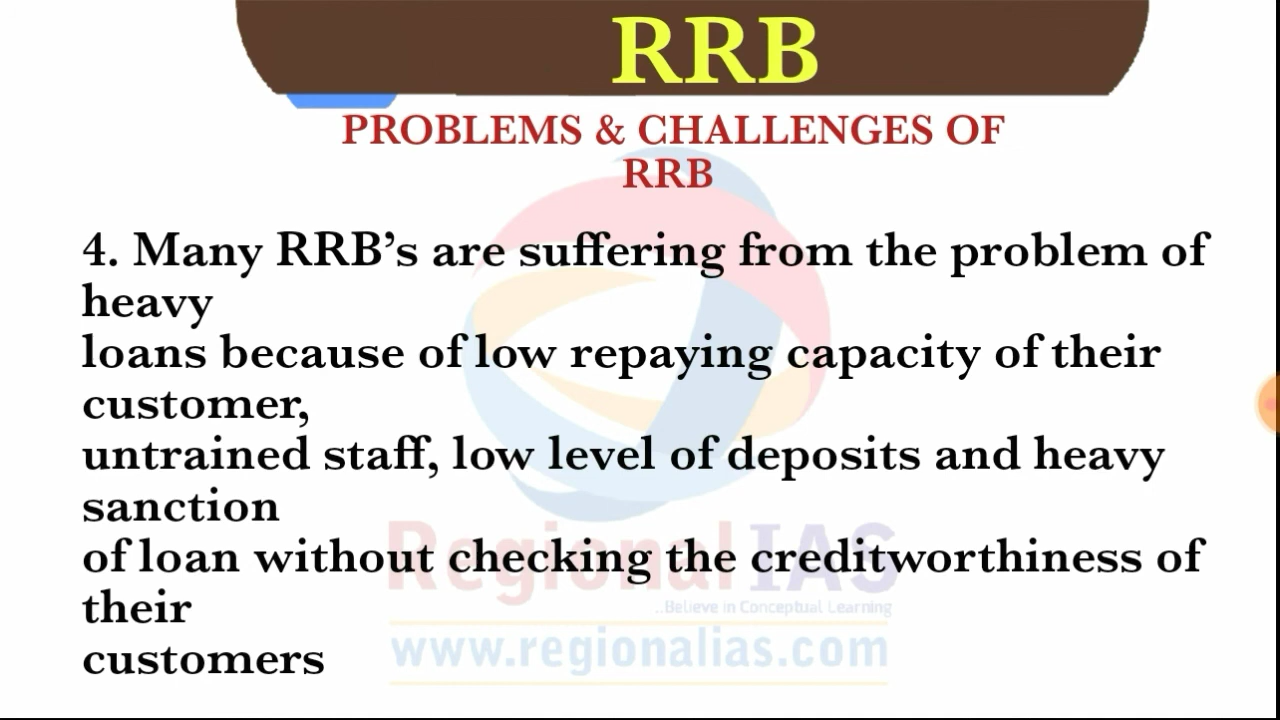 RRB
PROBLEMS & CHALLENGES OF
RRB
4. Many RRB’s are suffering from the problem of
heavy
loans because of low repaying capacity of their
customer,
untrained staff, low level of deposits and heavy
sanction
of loan without checking the creditworthiness of
their
customers
Regional IAS
..Believe in Conceptual Learning
www.regionalias.com